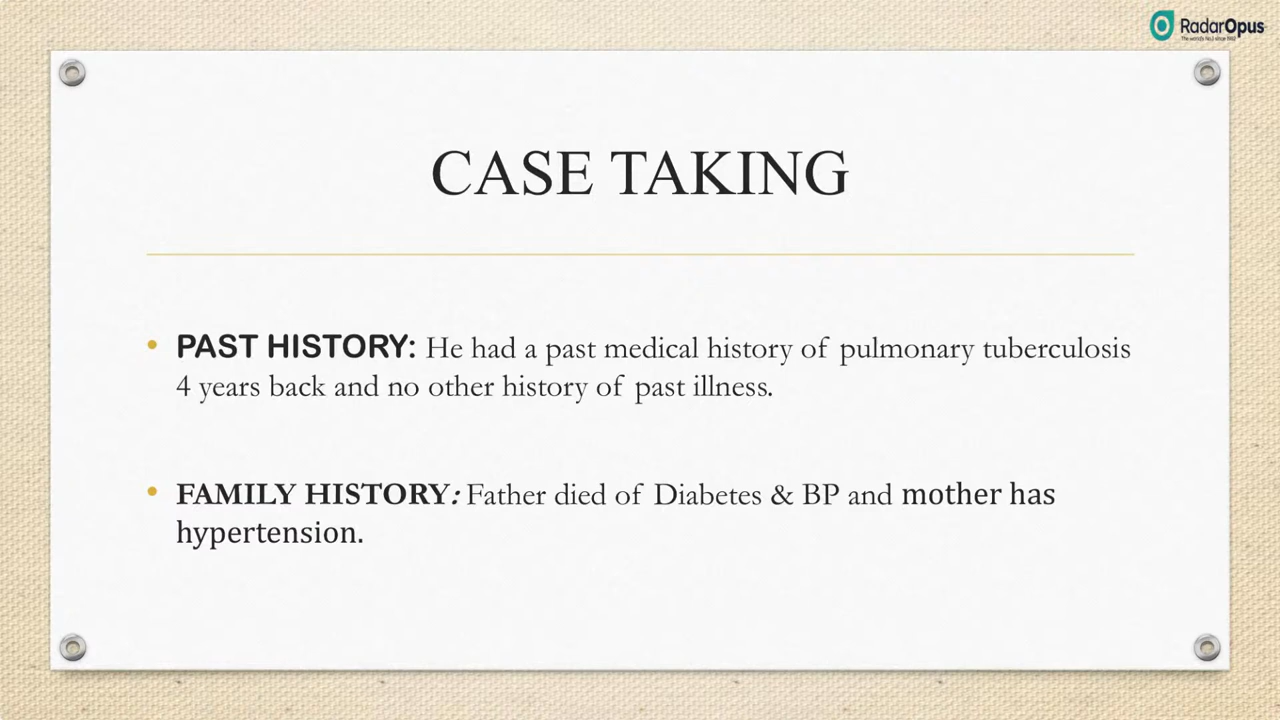 RadarOpus
CASE TAKING
• PAST HISTORY: He had a past medical history of pulmonary tuberculosis
4 years back and no other history of past illness.
• FAMILY HISTORY: Father died of Diabetes & BP and mother has
hypertension.